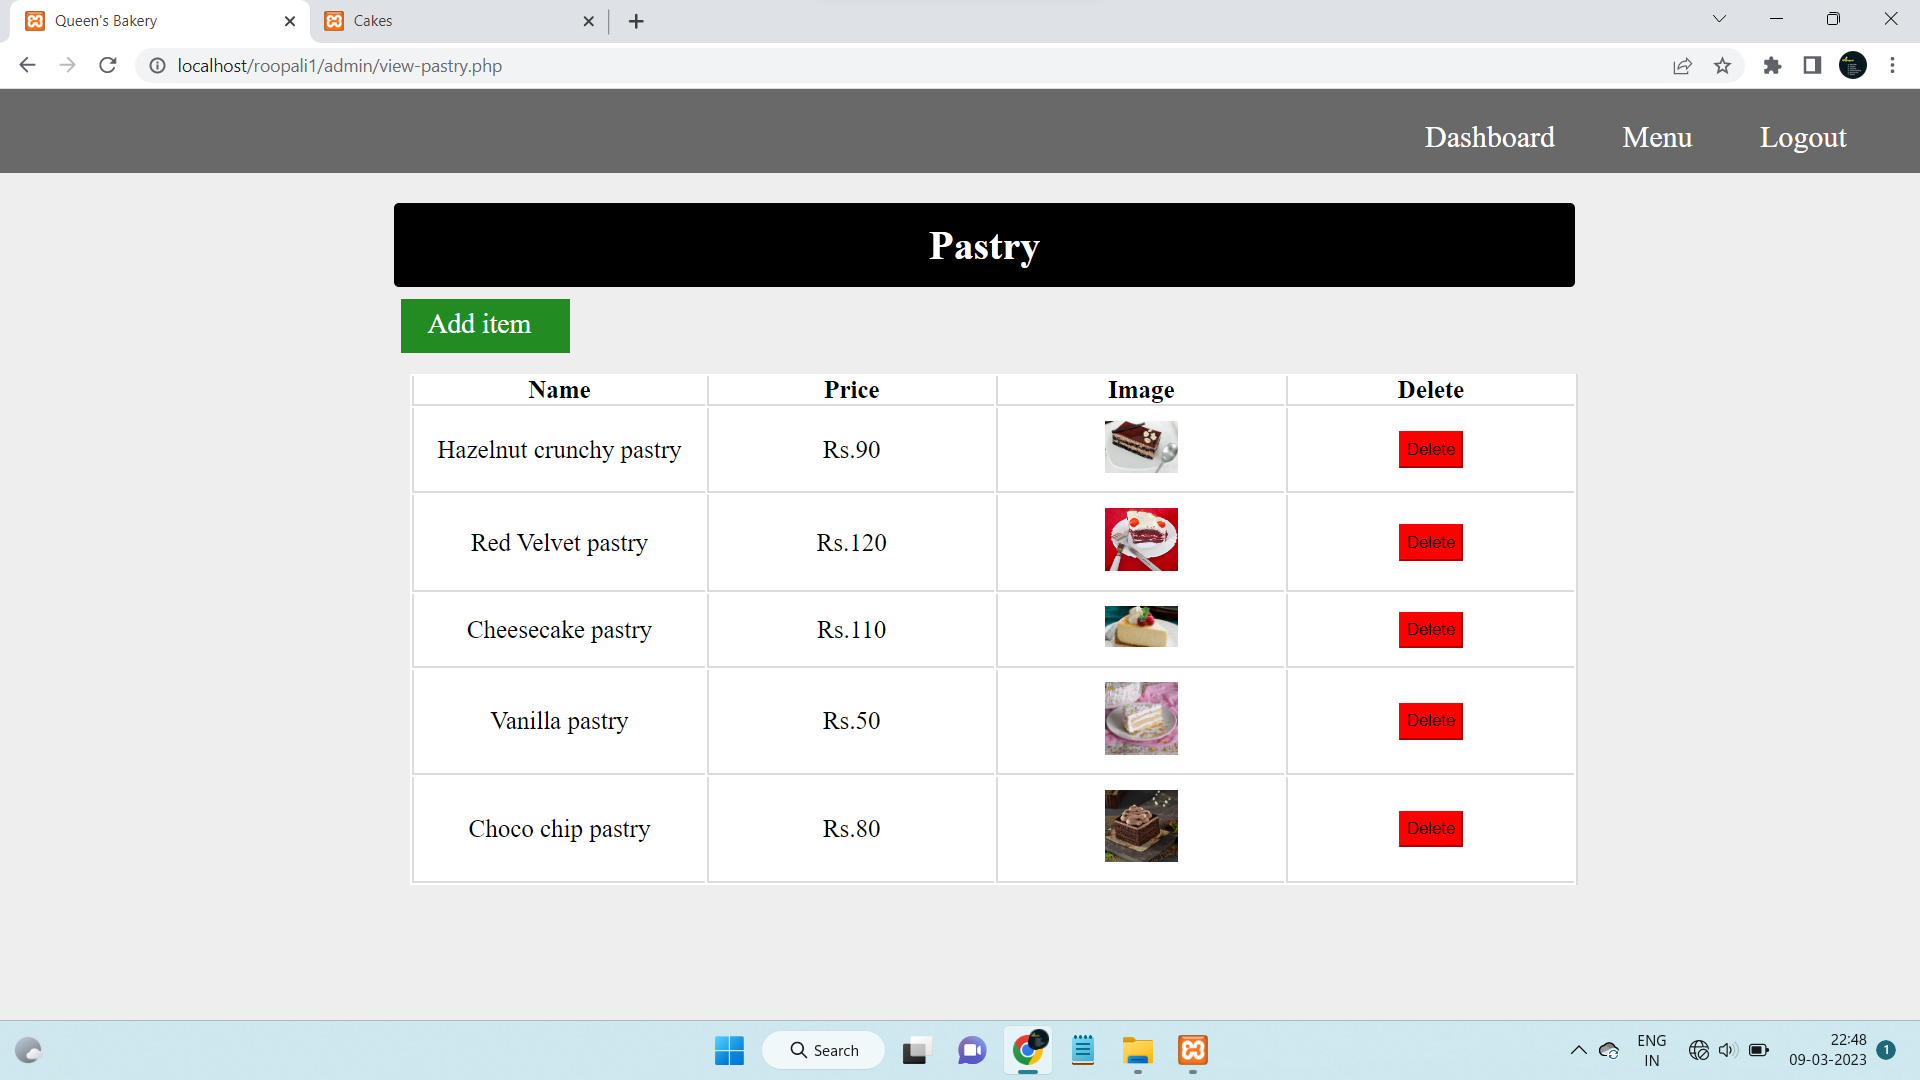 Queen's Bakery
Cakes
localhost/roopali1/admin/view-pastry.php
Dashboard Menu Logout
Pastry
Add item
Name Price Image Delete
Hazelnut crunchy pastry Rs.90 Delete
Red Velvet pastry Rs.120 Delete
Cheesecake pastry Rs.110 Delete
Vanilla pastry Rs.50 Delete
Choco chip pastry Rs.80 Delete
Search
ENG
IN
22:48
09-03-2023
1